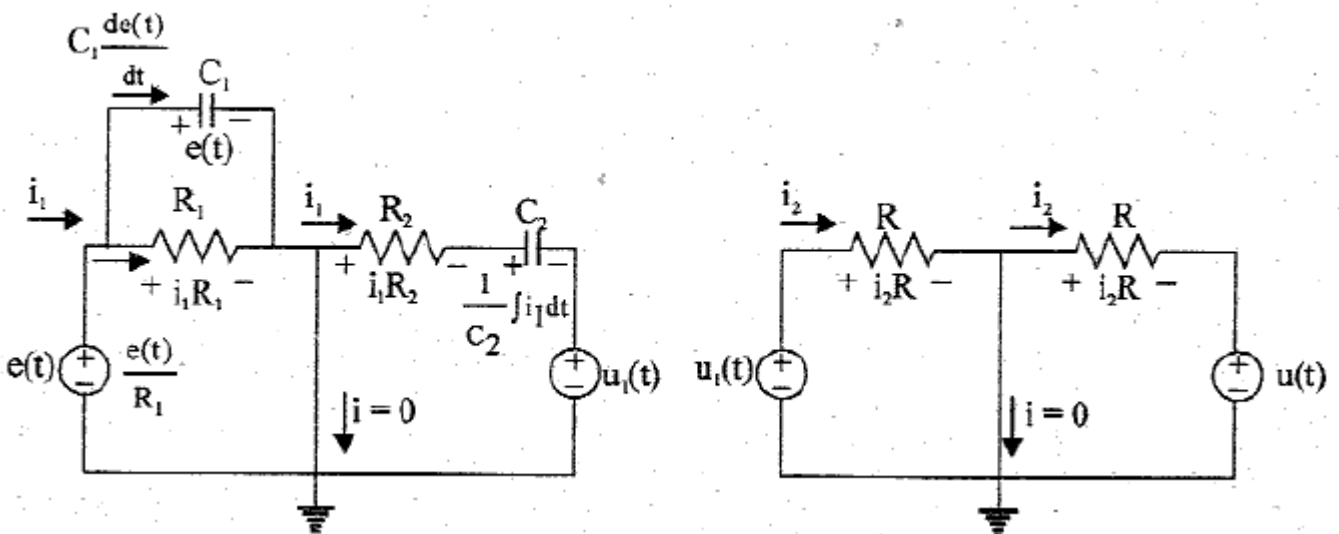 C₁ de(t)/dt
C₁
+ −
e(t)
i₁
R₁
+ i₁R₁ −
i₁
R₂
+ i₁R₂ −
C₂
+ −
1/C₂ ∫i₁dt
e(t)
+
−
e(t)/R₁
i = 0
+
−
u₁(t)
i₂
R
+ i₂R −
i₂
R
+ i₂R −
u₁(t)
+
−
i = 0
+
−
u(t)